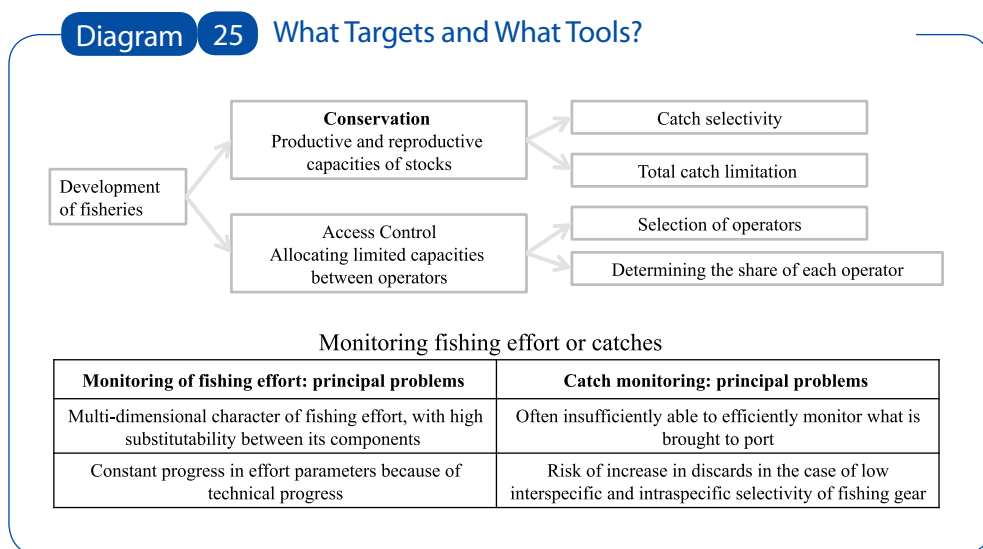 Diagram 25 What Targets and What Tools?
Conservation
Productive and reproductive
capacities of stocks
Catch selectivity
Total catch limitation
Development
of fisheries
Access Control
Allocating limited capacities
between operators
Selection of operators
Determining the share of each operator
Monitoring fishing effort or catches
Monitoring of fishing effort: principal problems
Catch monitoring: principal problems
Multi-dimensional character of fishing effort, with high
substitutability between its components
Often insufficiently able to efficiently monitor what is
brought to port
Constant progress in effort parameters because of
technical progress
Risk of increase in discards in the case of low
interspecific and intraspecific selectivity of fishing gear